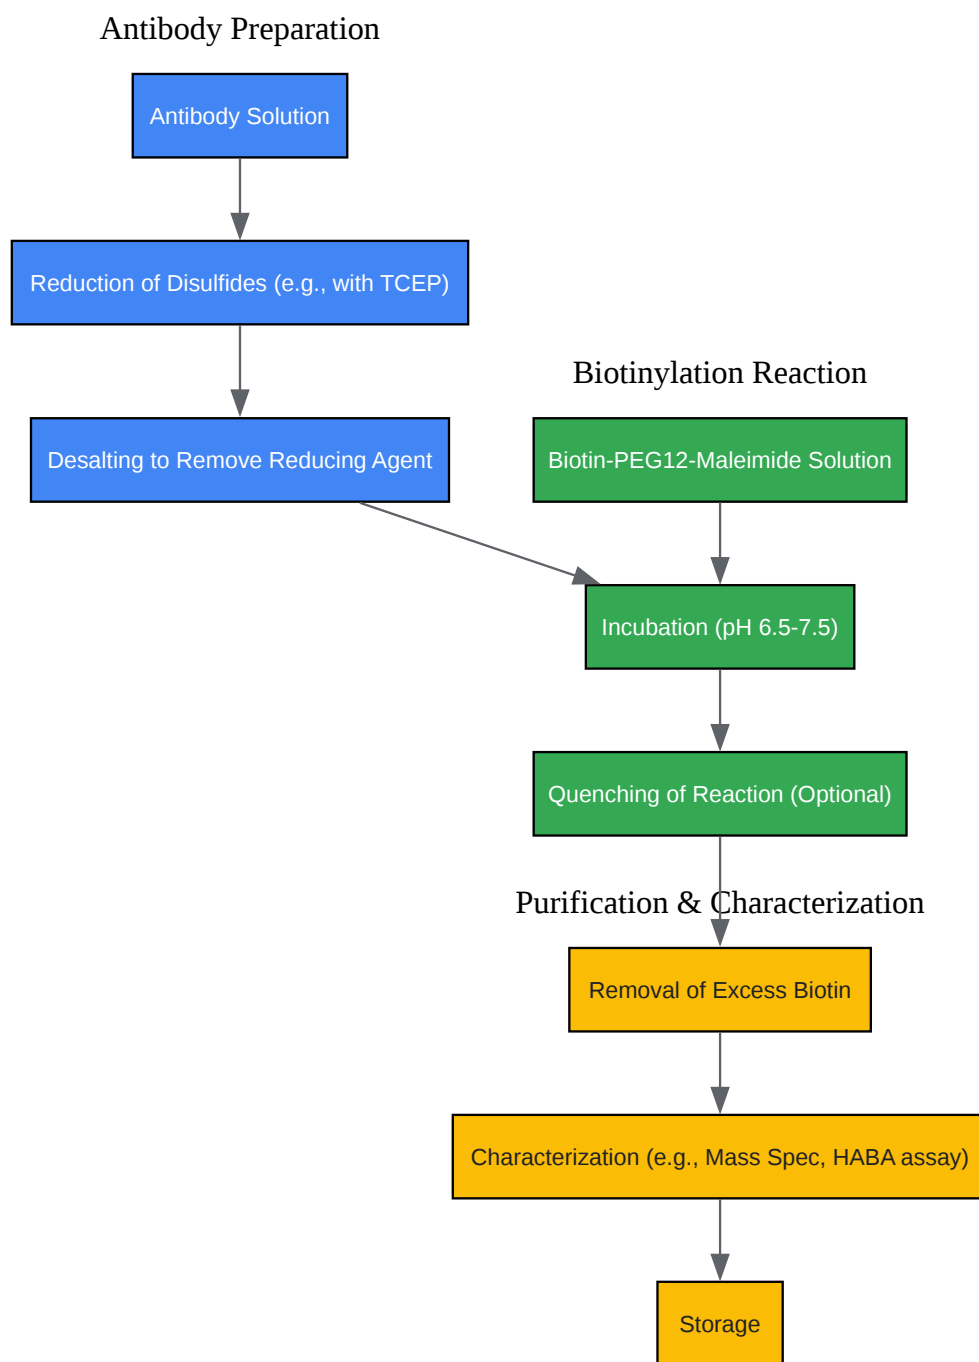 Antibody Preparation
Antibody Solution
Reduction of Disulfides (e.g., with TCEP)
Desalting to Remove Reducing Agent
Biotinylation Reaction
Biotin-PEG12-Maleimide Solution
Incubation (pH 6.5-7.5)
Quenching of Reaction (Optional)
Purification & Characterization
Removal of Excess Biotin
Characterization (e.g., Mass Spec, HABA assay)
Storage